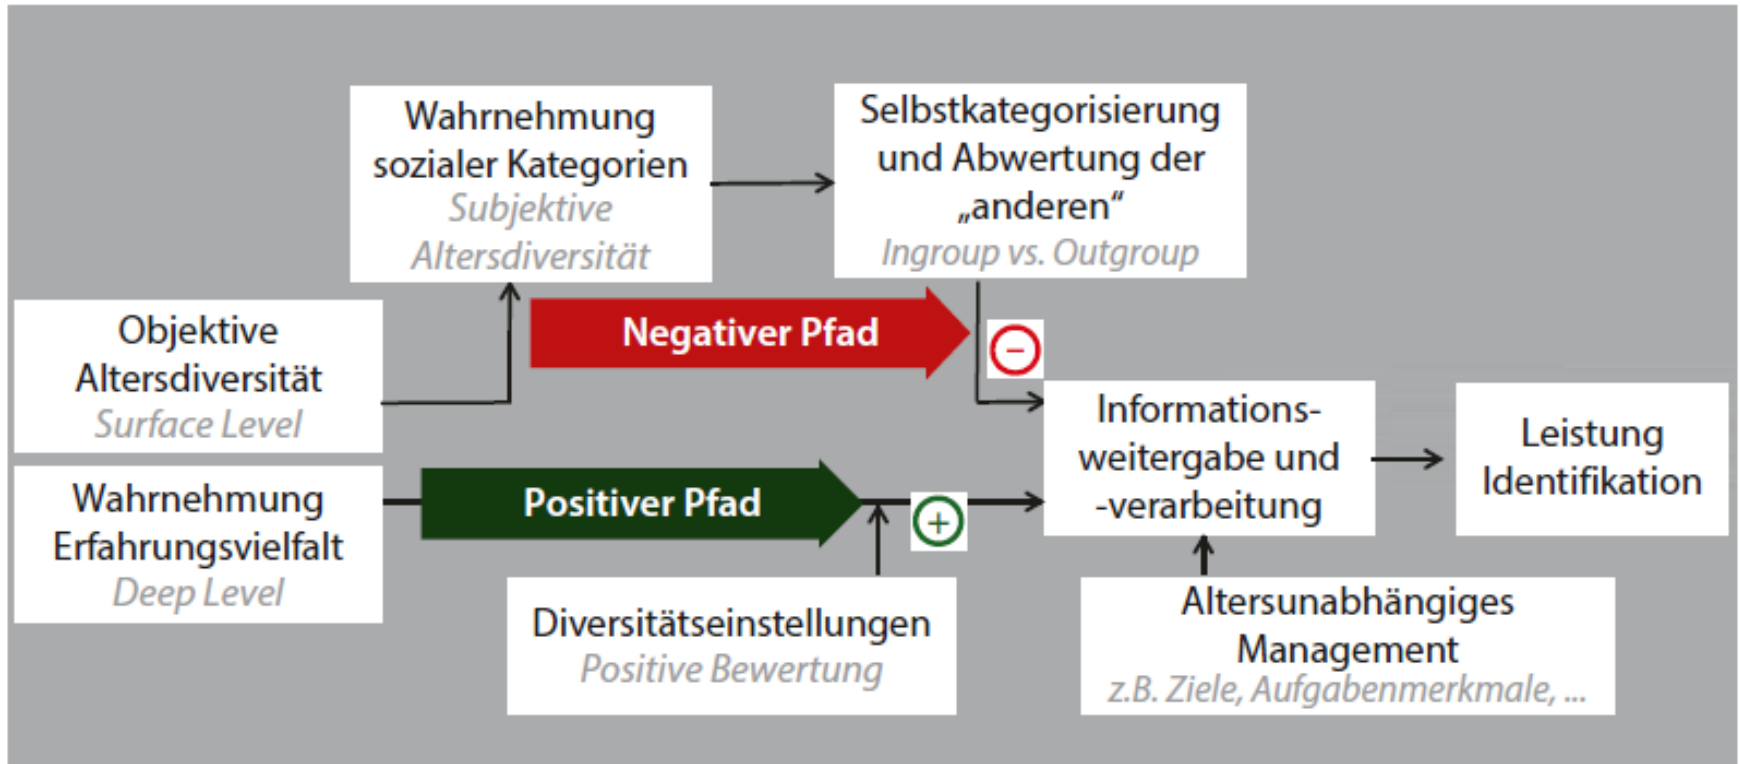 Wahrnehmung
sozialer Kategorien
Subjektive
Altersdiversität
Selbstkategorisierung
und Abwertung der
„anderen“
Ingroup vs. Outgroup
Objektive
Altersdiversität
Surface Level
Negativer Pfad
−
Wahrnehmung
Erfahrungsvielfalt
Deep Level
Positiver Pfad
+
Informations-
weitergabe und
-verarbeitung
Leistung
Identifikation
Diversitätseinstellungen
Positive Bewertung
Altersunabhängiges
Management
z.B. Ziele, Aufgabenmerkmale, ...